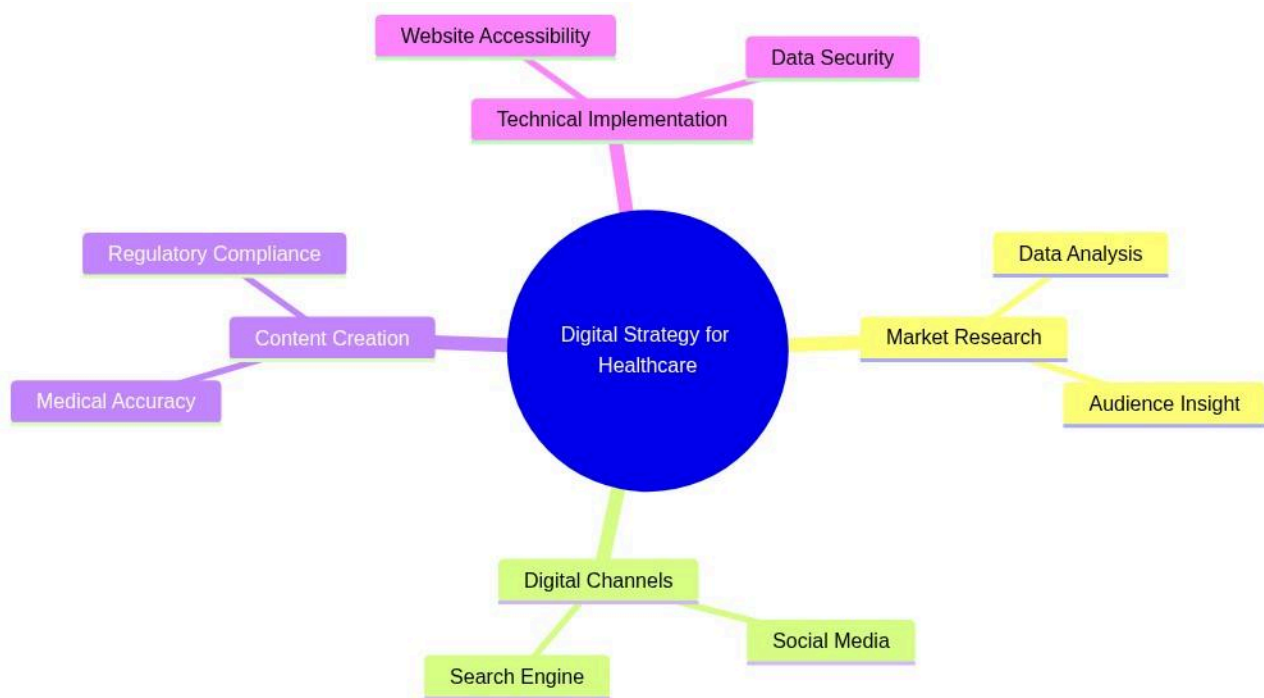 Website Accessibility
Data Security
Technical Implementation
Regulatory Compliance
Data Analysis
Content Creation
Digital Strategy for
Healthcare
Market Research
Medical Accuracy
Audience Insight
Digital Channels
Social Media
Search Engine